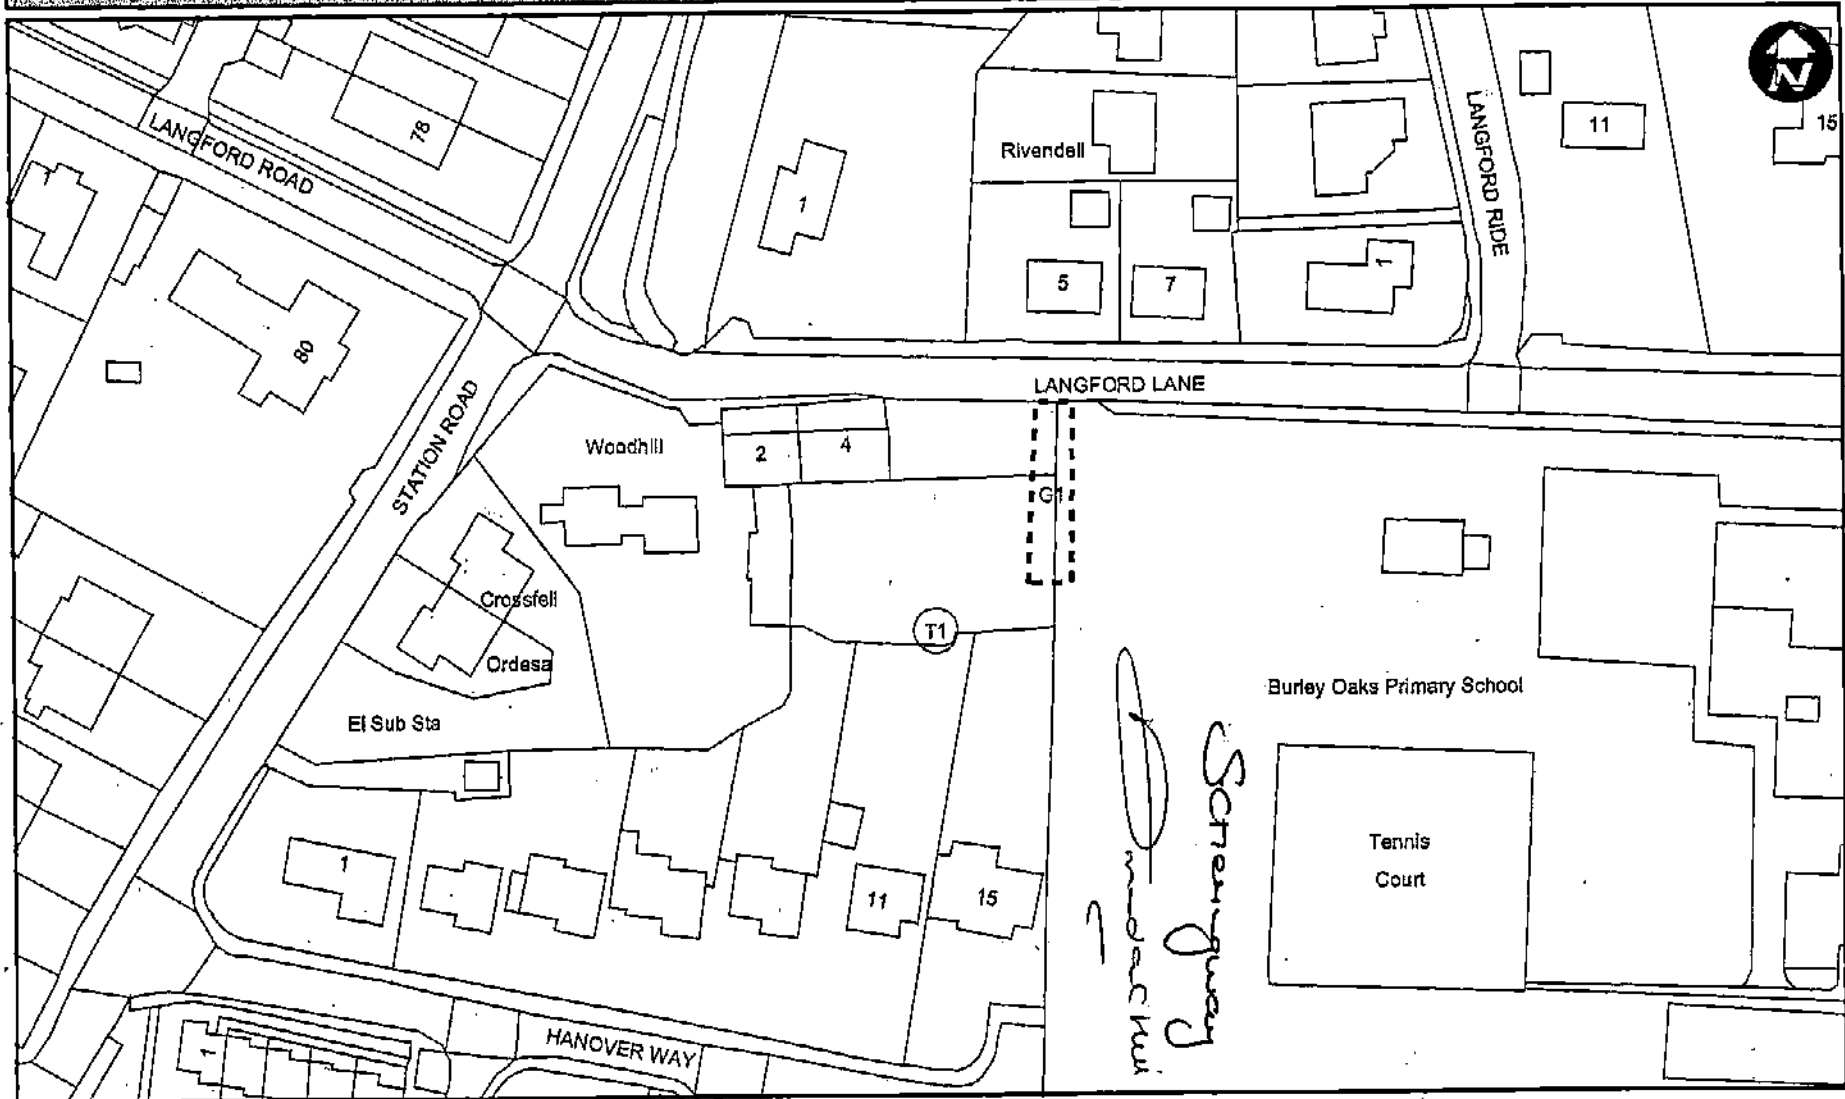 N
LANGFORD ROAD
78
80
1
Rivendell
5
7
1
LANGFORD RIDE
11
15
LANGFORD LANE
STATION ROAD
Woodhill
2
4
G1
Crossfell
Ordesa
T1
El Sub Sta
Burley Oaks Primary School
Tennis
Court
1
11
15
HANOVER WAY
1